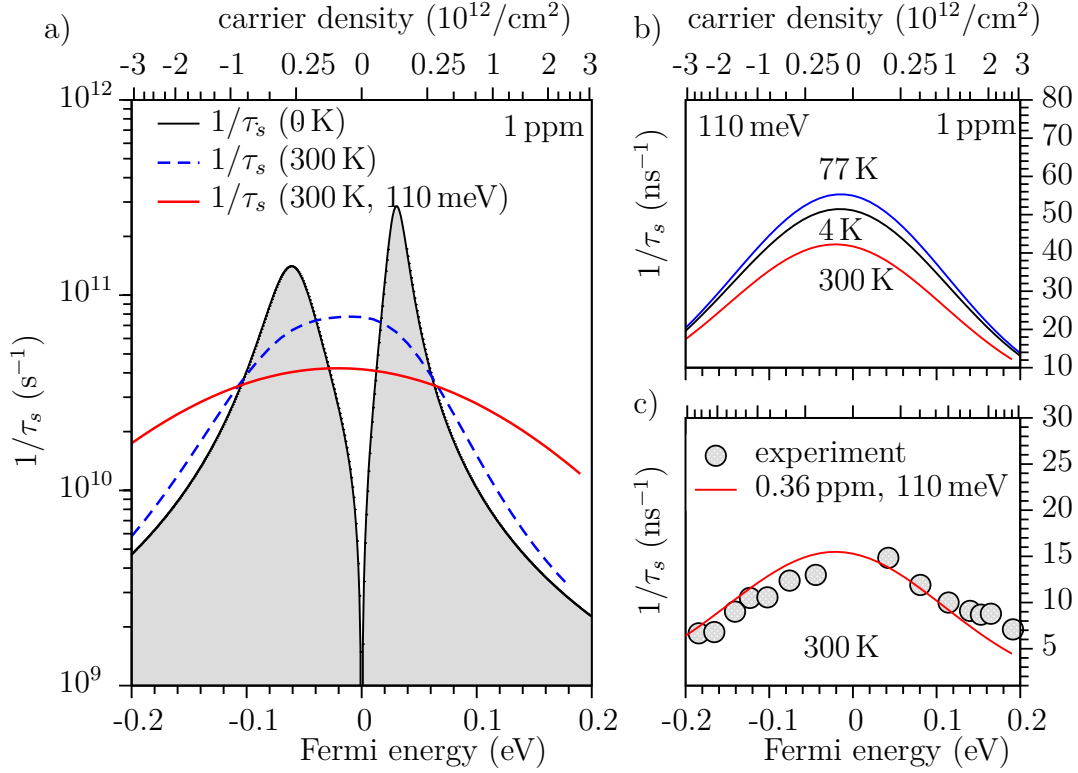 a)
carrier density (10^12/cm^2)
-3 -2 -1 0.25 0 0.25 1 2 3
10^12
10^11
10^10
10^9
1/τ_s (s^−1)
1/τ_s (0 K)
1/τ_s (300 K)
1/τ_s (300 K, 110 meV)
1 ppm
-0.2 -0.1 0 0.1 0.2
Fermi energy (eV)
b)
carrier density (10^12/cm^2)
-3 -2 -1 0.25 0 0.25 1 2 3
110 meV
1 ppm
77 K
4 K
300 K
1/τ_s (ns^−1)
80
70
60
50
40
30
20
10
c)
experiment
0.36 ppm, 110 meV
300 K
1/τ_s (ns^−1)
30
25
20
15
10
5
-0.2 -0.1 0 0.1 0.2
Fermi energy (eV)